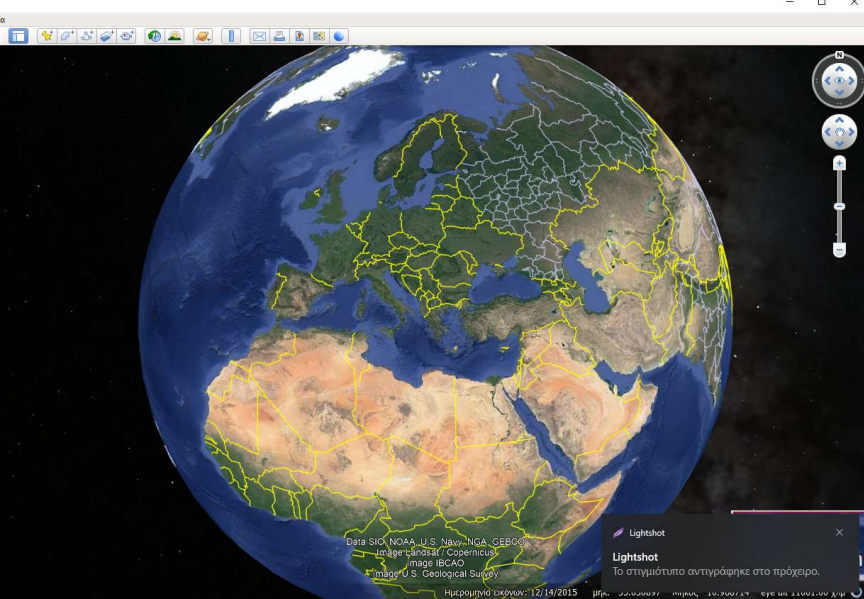 α
N
Data SIO, NOAA, U.S. Navy, NGA, GEBCO
Image Landsat / Copernicus
Image IBCAO
Image U.S. Geological Survey
Lightshot
Lightshot
Το στιγμιότυπο αντιγράφηκε στο πρόχειρο.
Ημερομηνία εικόνων: 12/14/2015